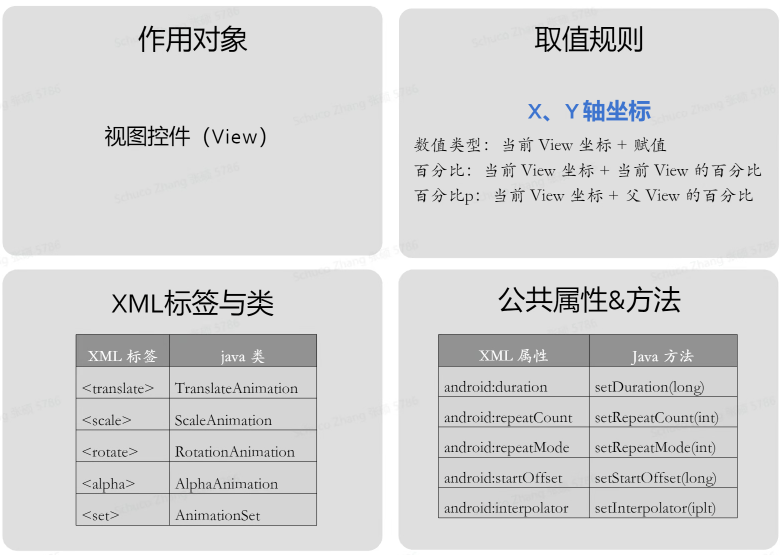 作用对象
视图控件（View）
取值规则
X、Y轴坐标
数值类型：当前 View 坐标 + 赋值
百分比：当前 View 坐标 + 当前 View 的百分比
百分比p：当前 View 坐标 + 父 View 的百分比
XML标签与类
XML 标签 java 类
<translate> TranslateAnimation
<scale> ScaleAnimation
<rotate> RotationAnimation
<alpha> AlphaAnimation
<set> AnimationSet
公共属性&方法
XML 属性 Java 方法
android:duration setDuration(long)
android:repeatCount setRepeatCount(int)
android:repeatMode setRepeatMode(int)
android:startOffset setStartOffset(long)
android:interpolator setInterpolator(iplt)